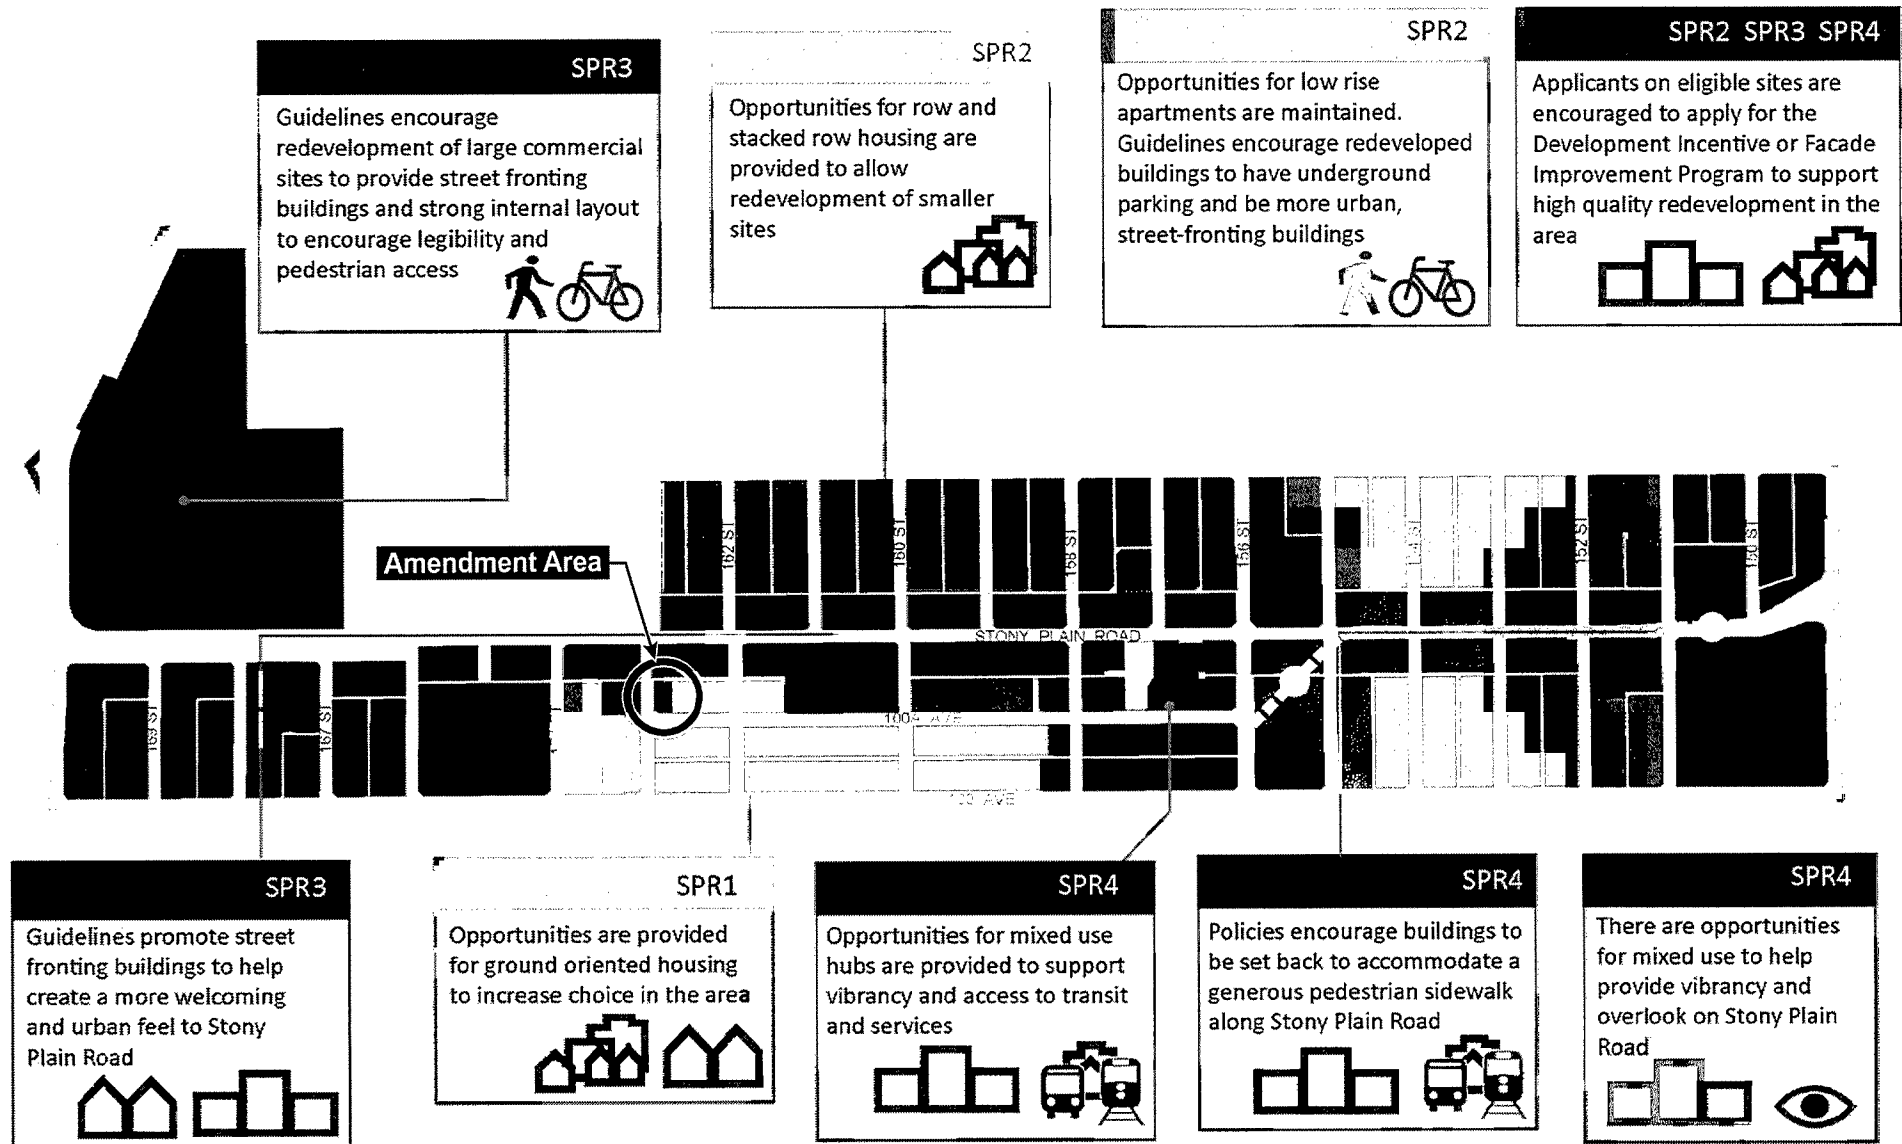 SPR3
Guidelines encourage
redevelopment of large commercial
sites to provide street fronting
buildings and strong internal layout
to encourage legibility and
pedestrian access
SPR2
Opportunities for row and
stacked row housing are
provided to allow
redevelopment of smaller
sites
SPR2
Opportunities for low rise
apartments are maintained.
Guidelines encourage redeveloped
buildings to have underground
parking and be more urban,
street-fronting buildings
SPR2 SPR3 SPR4
Applicants on eligible sites are
encouraged to apply for the
Development Incentive or Facade
Improvement Program to support
high quality redevelopment in the
area
Amendment Area
162 ST
160 ST
158 ST
156 ST
154 ST
152 ST
150 ST
STONY PLAIN ROAD
169 ST
167 ST
100A AVE
100 AVE
SPR3
Guidelines promote street
fronting buildings to help
create a more welcoming
and urban feel to Stony
Plain Road
SPR1
Opportunities are provided
for ground oriented housing
to increase choice in the area
SPR4
Opportunities for mixed use
hubs are provided to support
vibrancy and access to transit
and services
SPR4
Policies encourage buildings to
be set back to accommodate a
generous pedestrian sidewalk
along Stony Plain Road
SPR4
There are opportunities
for mixed use to help
provide vibrancy and
overlook on Stony Plain
Road